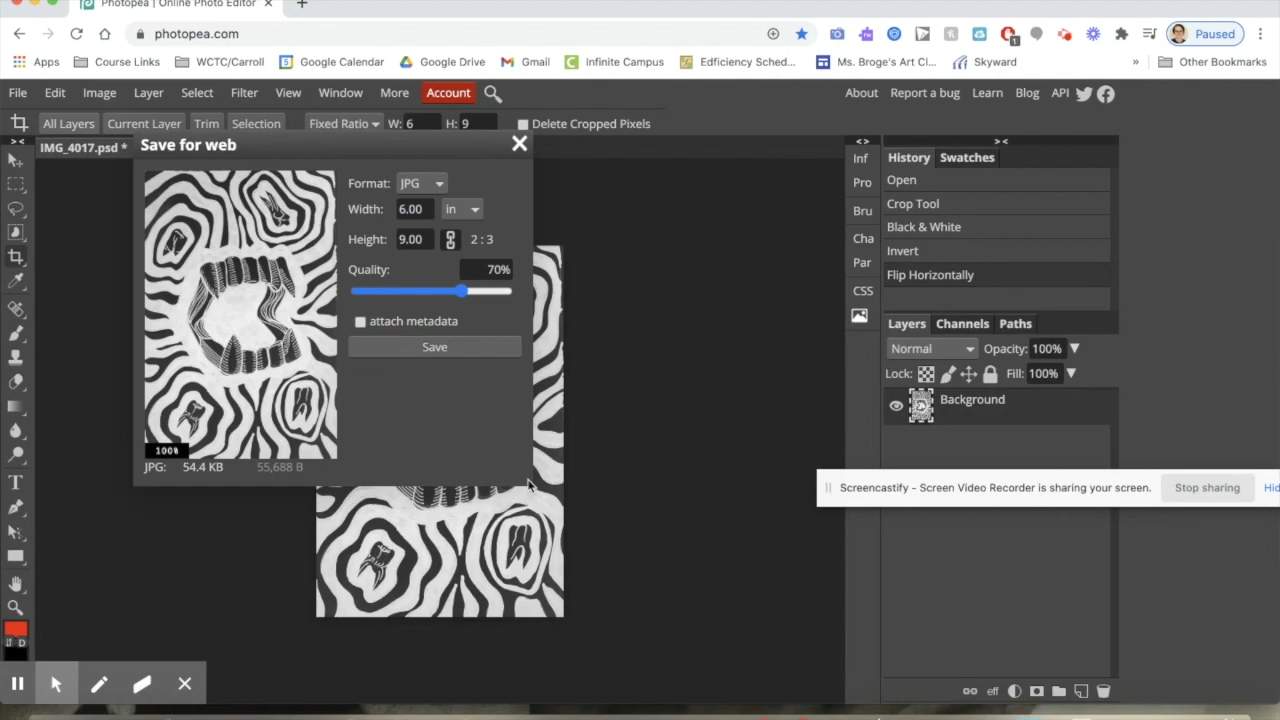 Photopea | Online Photo Editor
photopea.com
1
Paused
Apps
Course Links
WCTC/Carroll
5
Google Calendar
Google Drive
Gmail
Infinite Campus
Edficiency Sched...
Ms. Broge's Art Cl...
Skyward
»
Other Bookmarks
File
Edit
Image
Layer
Select
Filter
View
Window
More
Account
About
Report a bug
Learn
Blog
API
All Layers
Current Layer
Trim
Selection
Fixed Ratio
W: 6
H: 9
Delete Cropped Pixels
> <
IMG_4017.psd *
Save for web
Format: JPG
Width: 6.00 in
Height: 9.00 2 : 3
Quality: 70%
attach metadata
Save
100%
JPG: 54.4 KB 55,688 B
< >
Inf
Pro
Bru
Cha
Par
CSS
> <
History
Swatches
Open
Crop Tool
Black & White
Invert
Flip Horizontally
Layers
Channels
Paths
Normal
Opacity: 100%
Lock:
Fill: 100%
Background
Screencastify - Screen Video Recorder is sharing your screen.
Stop sharing
Hid
T
D
eff